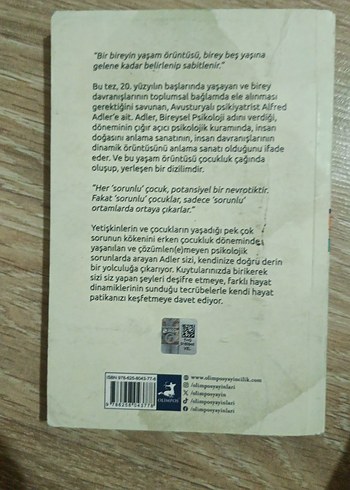 "Bir bireyin yaşam örüntüsü, birey beş yaşına
gelene kadar belirlenip sabitlenir."
Bu tez, 20. yüzyılın başlarında yaşayan ve birey
davranışlarının toplumsal bağlamda ele alınması
gerektiğini savunan, Avusturyalı psikiyatrist Alfred
Adler'e ait. Adler, Bireysel Psikoloji adını verdiği,
döneminin çığır açıcı psikolojik kuramında, insan
doğasını anlama sanatının, insan davranışlarının
dinamik örüntüsünü anlama sanatı olduğunu ifade
eder. Ve bu yaşam örüntüsü çocukluk çağında
oluşup, yerleşen bir dizilimdir.
"Her 'sorunlu' çocuk, potansiyel bir nevrotiktir.
Fakat 'sorunlu' çocuklar, sadece 'sorunlu'
ortamlarda ortaya çıkarlar."
Yetişkinlerin ve çocukların yaşadığı pek çok
sorunun kökenini erken çocukluk döneminde
yaşanılan ve çözümlen(e)meyen psikolojik
sorunlarda arayan Adler sizi, kendinize doğru derin
bir yolculuğa çıkarıyor. Kuytularınızda birikerek
sizi siz yapan şeyleri deşifre etmeye, farklı hayat
dinamiklerinin sunduğu tecrübelerle kendi hayat
patikanızı keşfetmeye davet ediyor.
OLIMPOS
www.olimposyayincilik.com
/olimposyayinlari
/olimposyayin
/olimposyayinlari
/olimposyayinlari